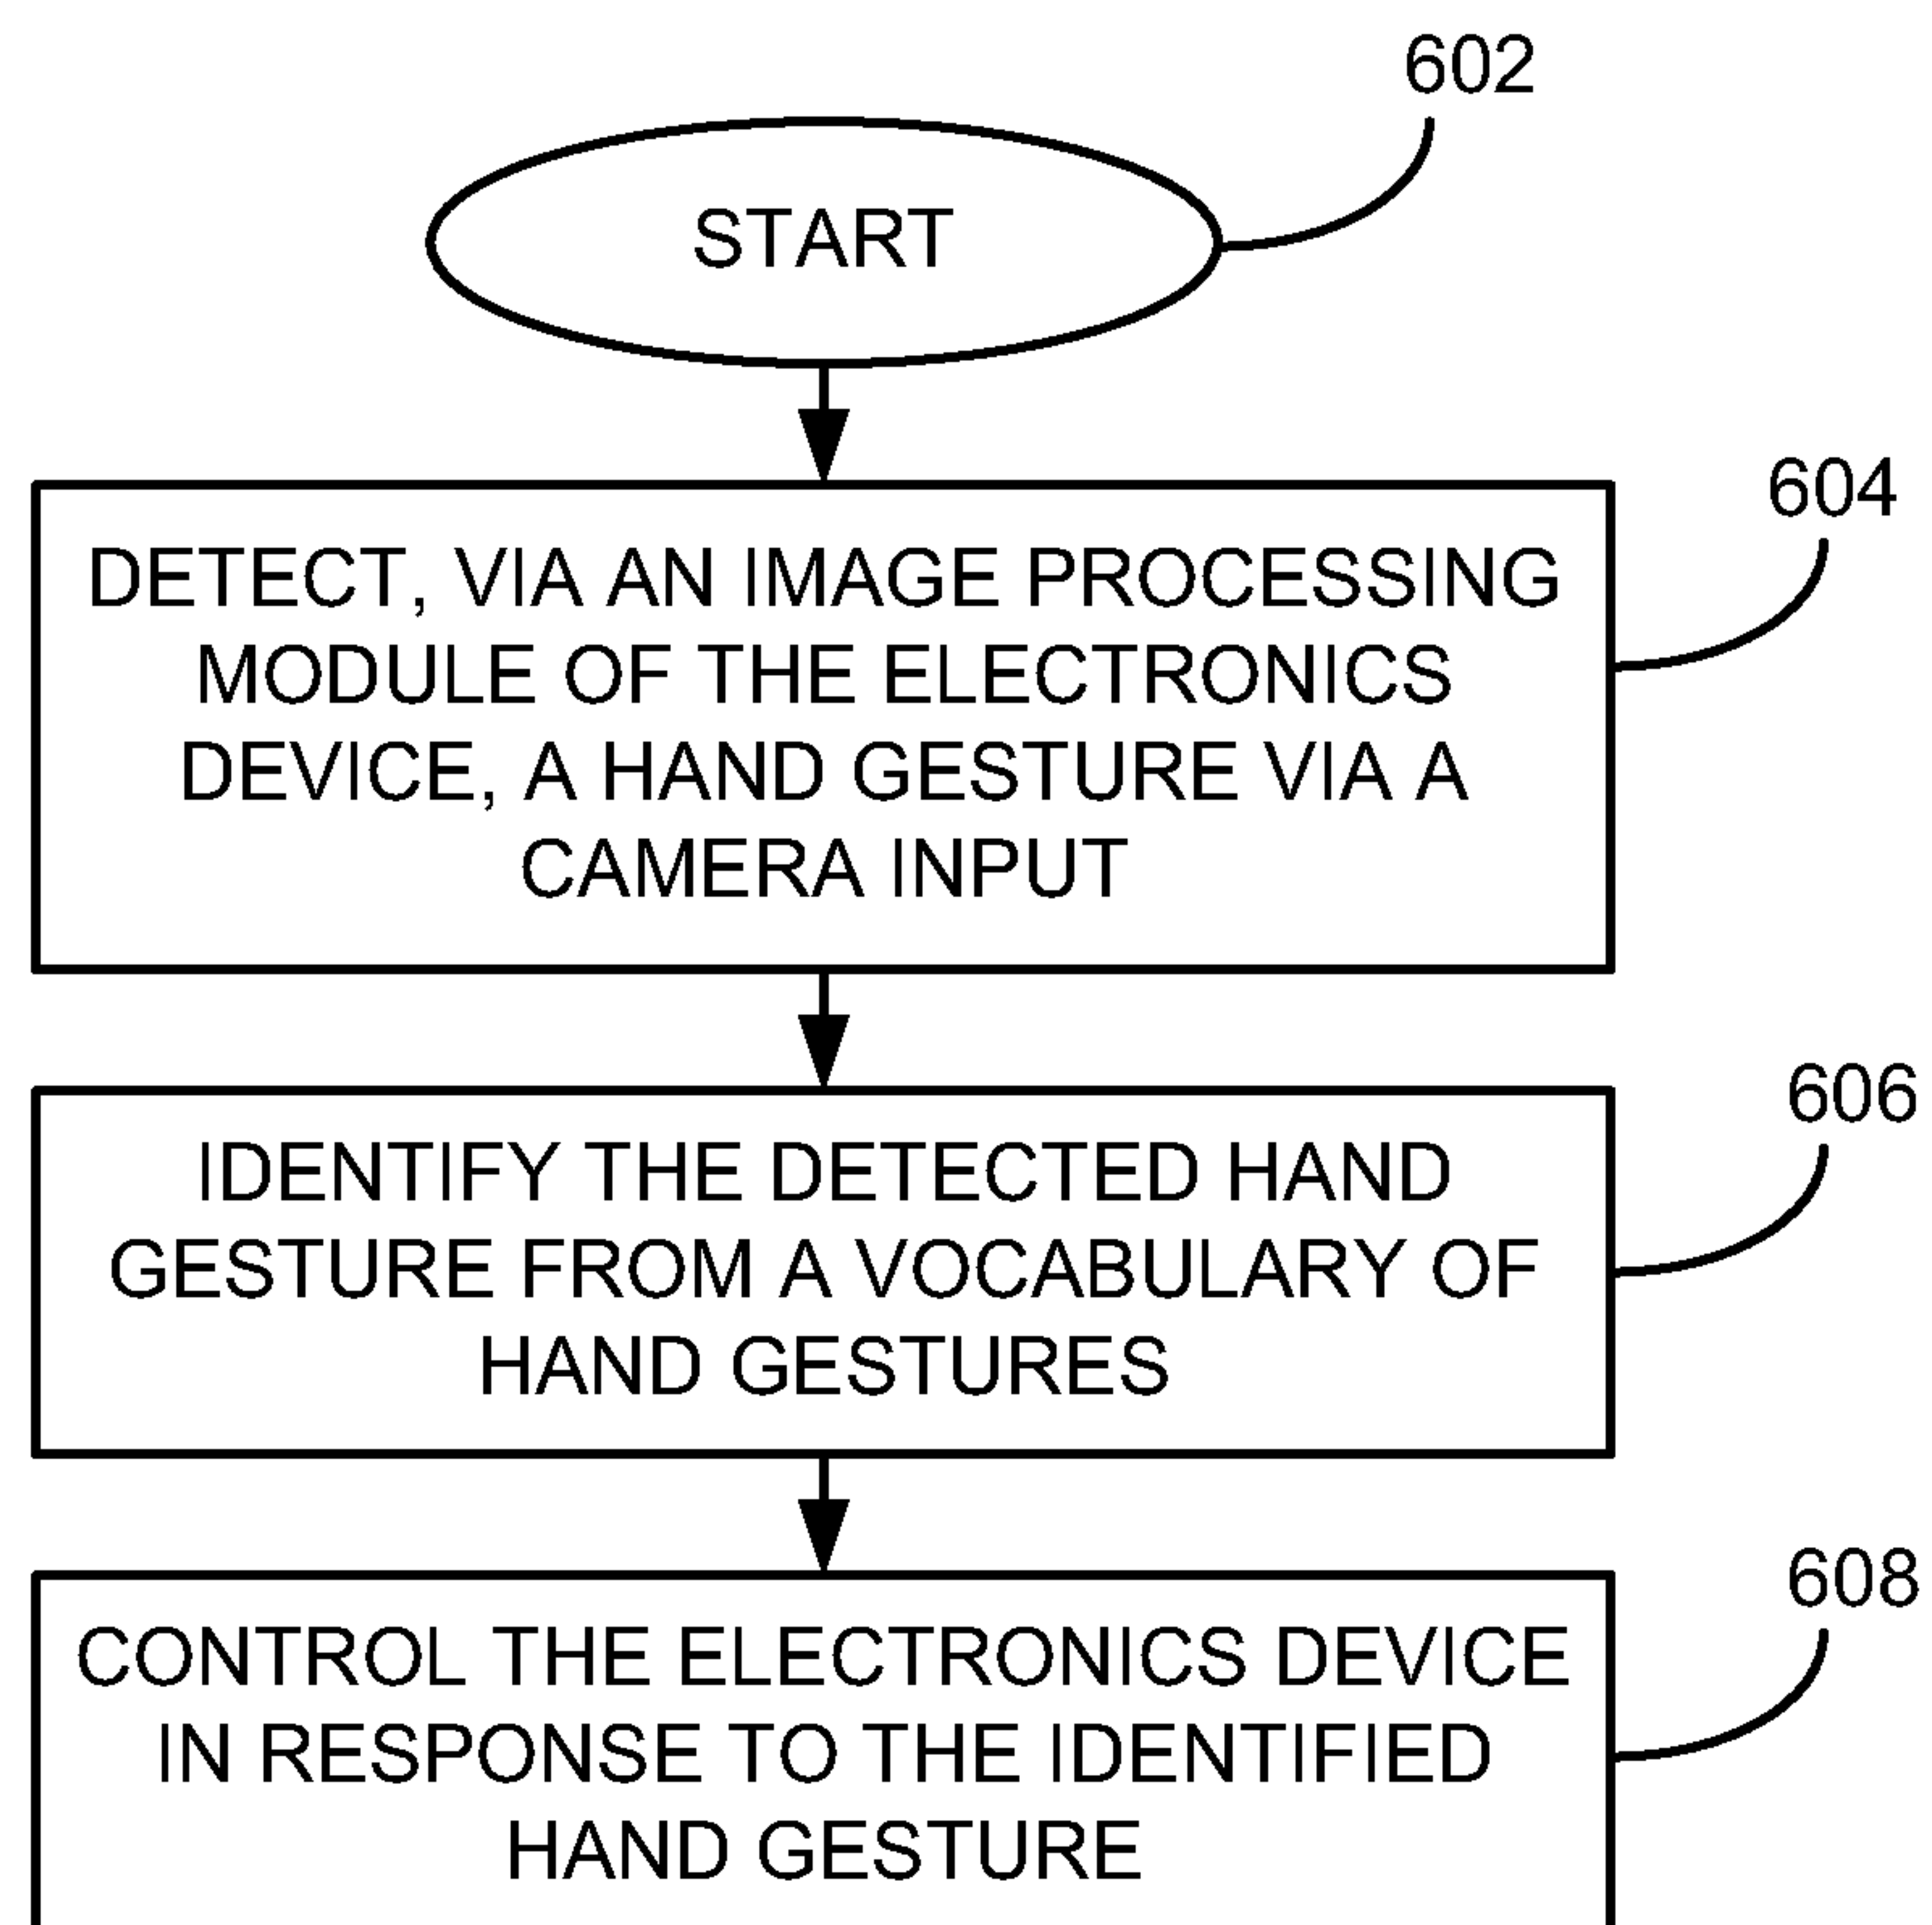 602
START
604
DETECT, VIA AN IMAGE PROCESSING
MODULE OF THE ELECTRONICS
DEVICE, A HAND GESTURE VIA A
CAMERA INPUT
606
IDENTIFY THE DETECTED HAND
GESTURE FROM A VOCABULARY OF
HAND GESTURES
608
CONTROL THE ELECTRONICS DEVICE
IN RESPONSE TO THE IDENTIFIED
HAND GESTURE